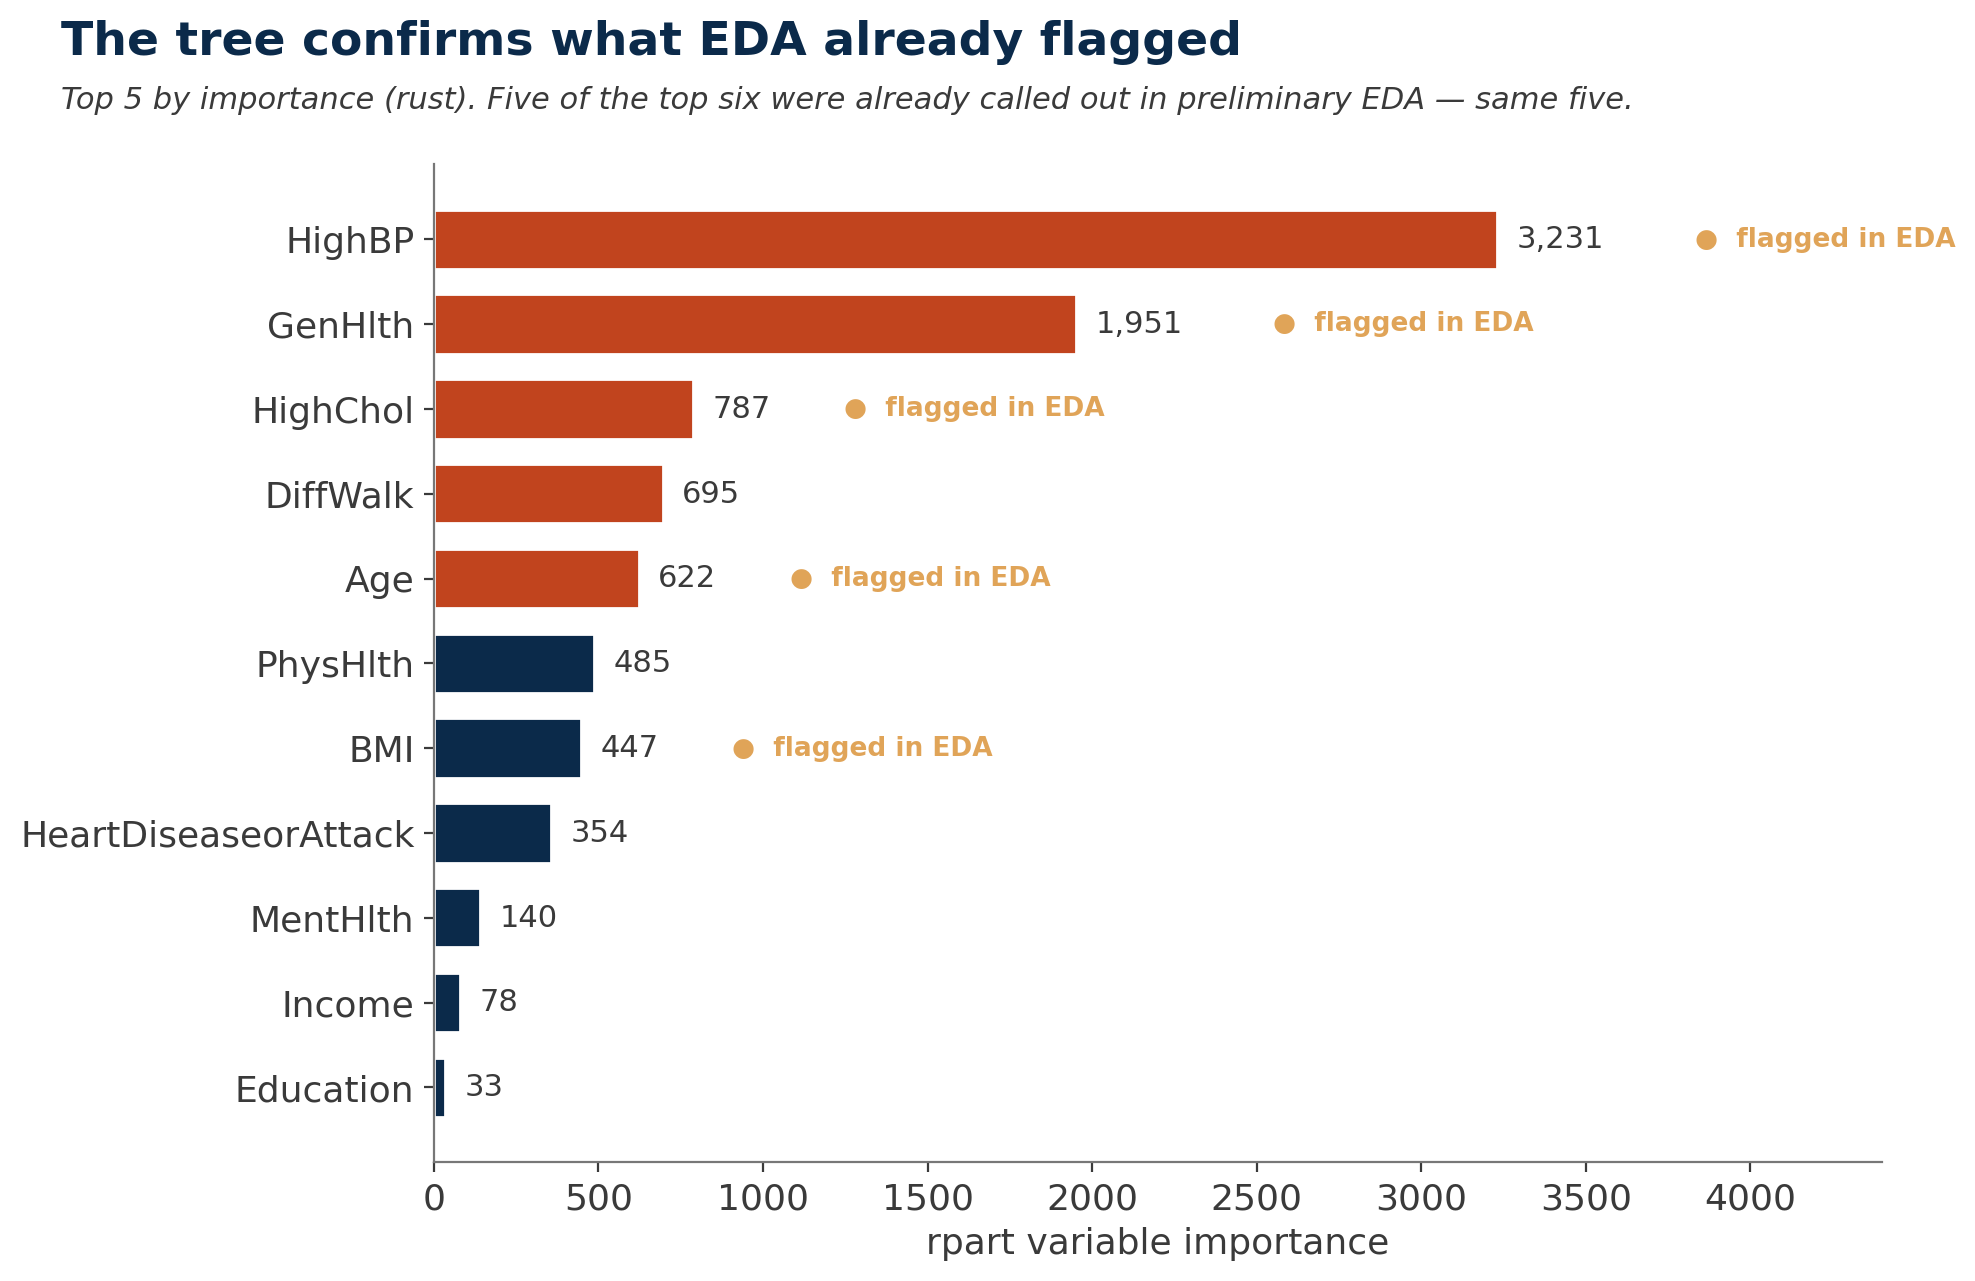 The tree confirms what EDA already flagged
Top 5 by importance (rust). Five of the top six were already called out in preliminary EDA — same five.
HighBP 3,231 flagged in EDA
GenHlth 1,951 flagged in EDA
HighChol 787 flagged in EDA
DiffWalk 695
Age 622 flagged in EDA
PhysHlth 485
BMI 447 flagged in EDA
HeartDiseaseorAttack 354
MentHlth 140
Income 78
Education 33
0 500 1000 1500 2000 2500 3000 3500 4000
rpart variable importance